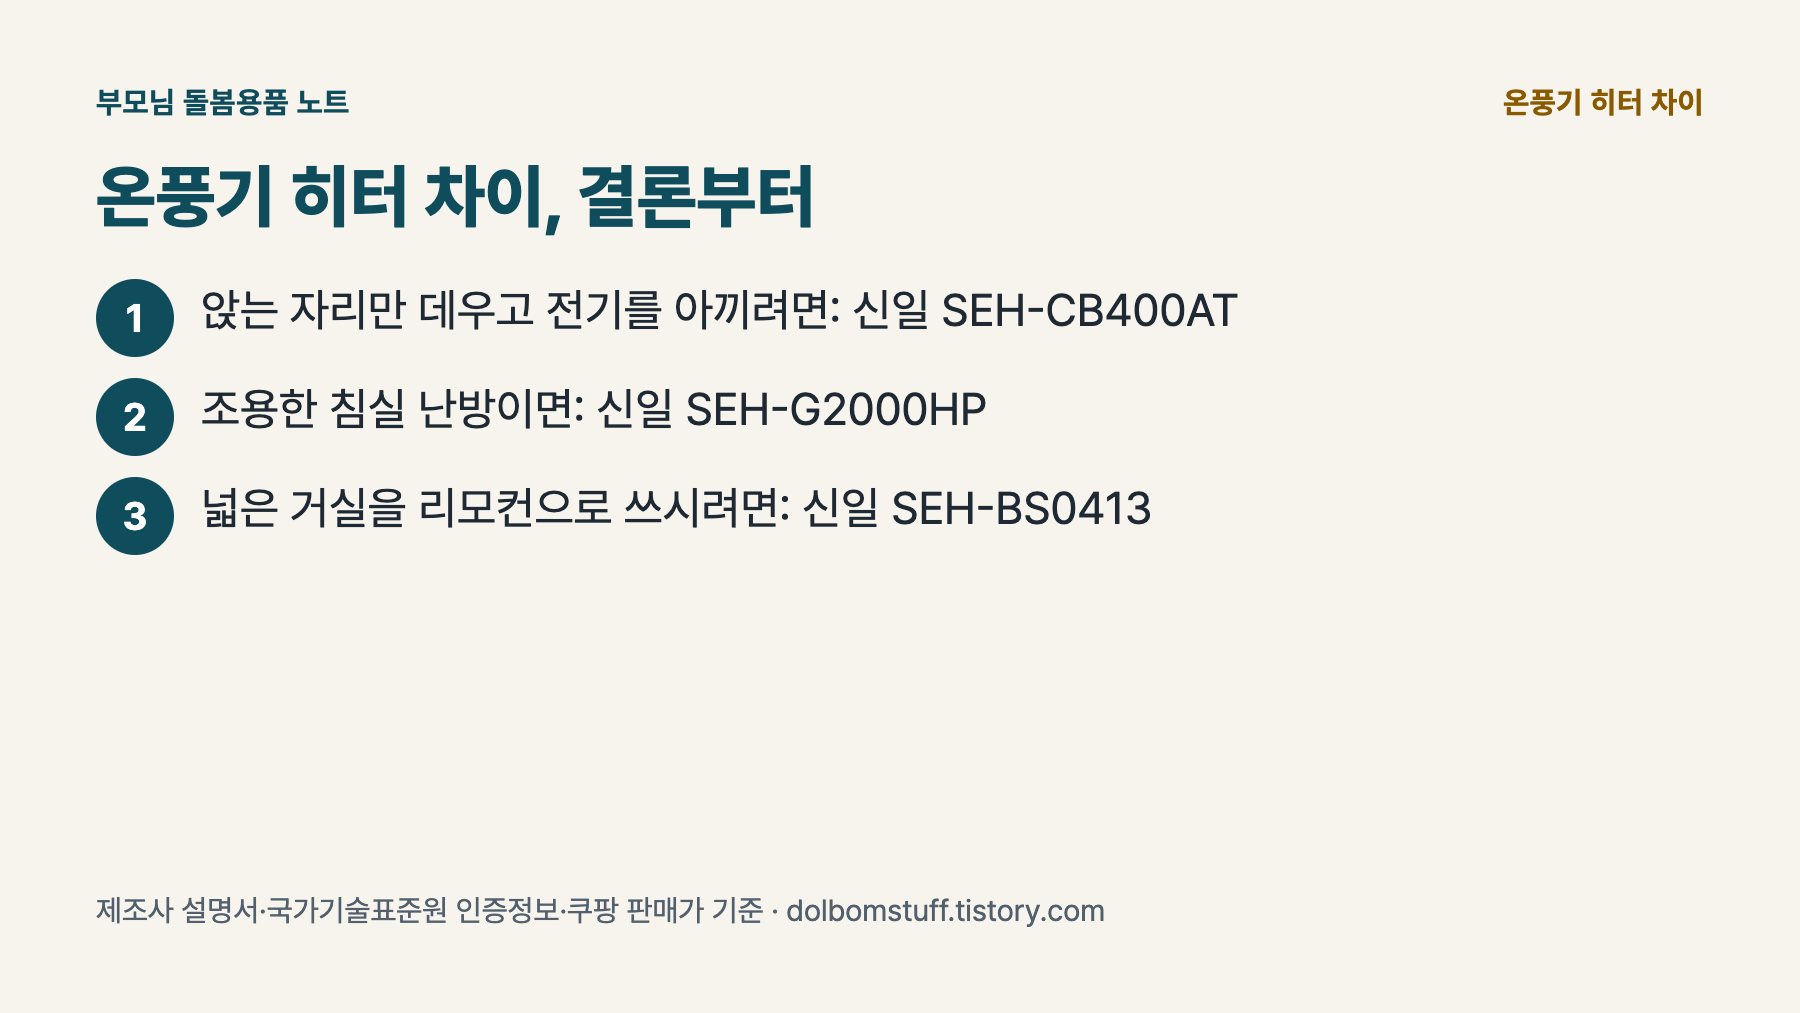 부모님 돌봄용품 노트
온풍기 히터 차이
온풍기 히터 차이, 결론부터
1 앉는 자리만 데우고 전기를 아끼려면: 신일 SEH-CB400AT
2 조용한 침실 난방이면: 신일 SEH-G2000HP
3 넓은 거실을 리모컨으로 쓰시려면: 신일 SEH-BS0413
제조사 설명서·국가기술표준원 인증정보·쿠팡 판매가 기준 · dolbomstuff.tistory.com